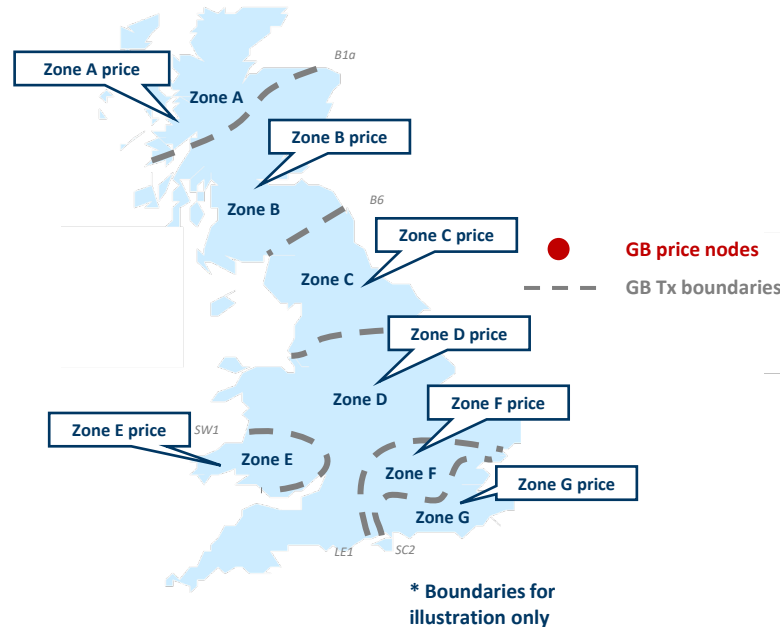 B1a
Zone A price
Zone A
Zone B price
B6
Zone B
Zone C price
GB price nodes
Zone C
GB Tx boundaries
Zone D price
Zone D
Zone F price
SW1
Zone E price
Zone E
Zone F
Zone G price
Zone G
LE1
SC2
* Boundaries for
illustration only